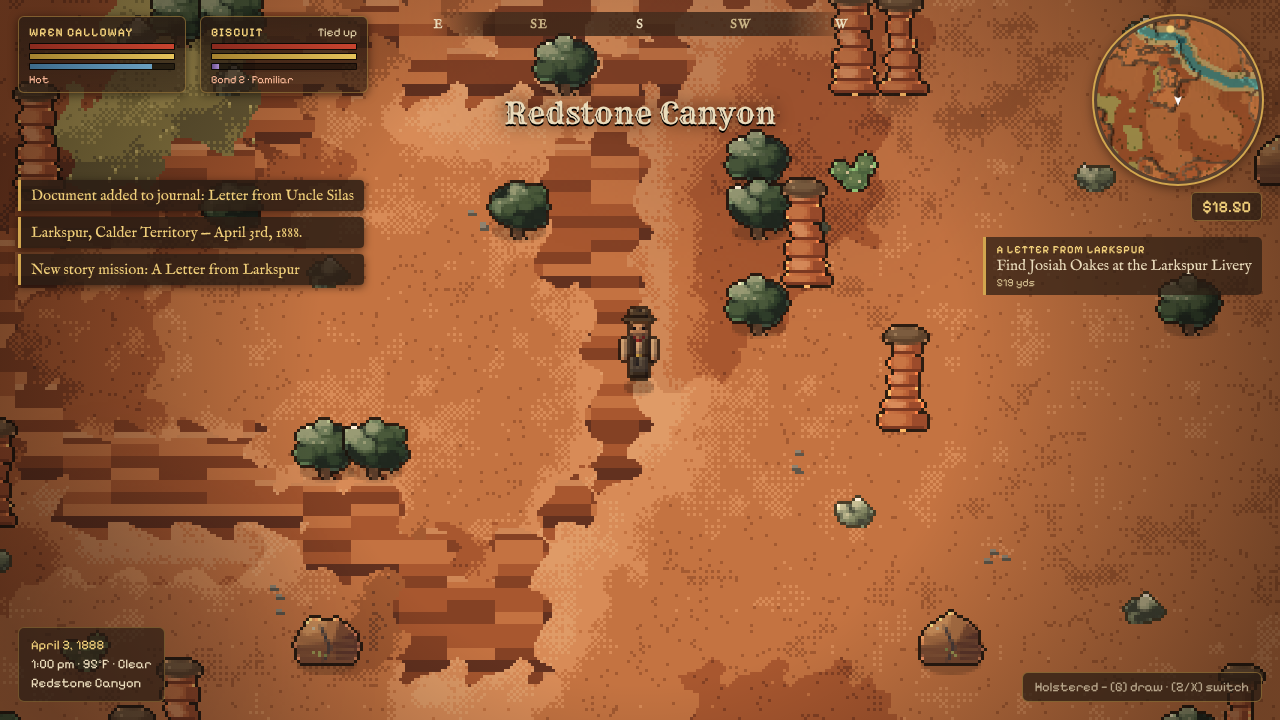 E SE S SW W
WREN CALLOWAY
Hot
BISCUIT Tied up
Bond 2 · Familiar
Redstone Canyon
$18.80
Document added to journal: Letter from Uncle Silas
Larkspur, Calder Territory – April 3rd, 1888.
New story mission: A Letter from Larkspur
A LETTER FROM LARKSPUR
Find Josiah Oakes at the Larkspur Livery
819 yds
April 3, 1888
1:00 pm · 98°F · Clear
Redstone Canyon
Holstered – (G) draw · (Z/X) switch